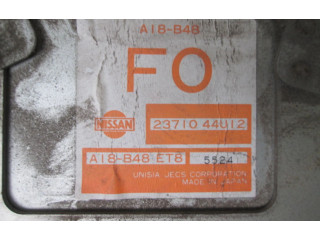 A18-B48
FO
NISSAN 23710 44U12
A18-B48 ET8 5524
UNISIA JECS CORPORATION
MADE IN JAPAN